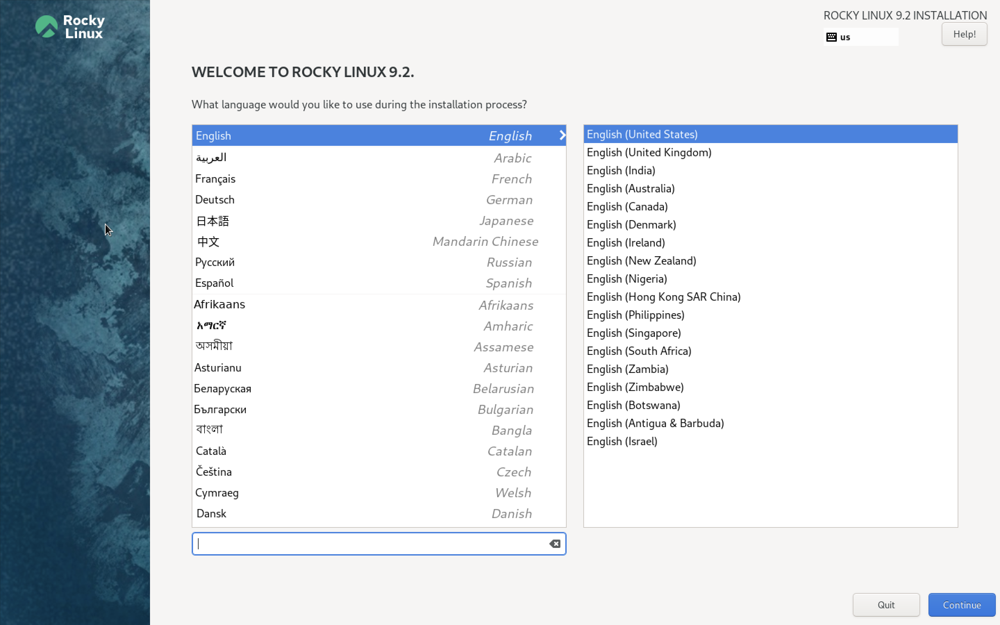 Rocky
Linux
ROCKY LINUX 9.2 INSTALLATION
us
Help!
WELCOME TO ROCKY LINUX 9.2.
What language would you like to use during the installation process?
English English
العربية Arabic
Français French
Deutsch German
日本語 Japanese
中文 Mandarin Chinese
Русский Russian
Español Spanish
Afrikaans Afrikaans
አማርኛ Amharic
অসমীয়া Assamese
Asturianu Asturian
Беларуская Belarusian
Български Bulgarian
বাংলা Bangla
Català Catalan
Čeština Czech
Cymraeg Welsh
Dansk Danish
English (United States)
English (United Kingdom)
English (India)
English (Australia)
English (Canada)
English (Denmark)
English (Ireland)
English (New Zealand)
English (Nigeria)
English (Hong Kong SAR China)
English (Philippines)
English (Singapore)
English (South Africa)
English (Zambia)
English (Zimbabwe)
English (Botswana)
English (Antigua & Barbuda)
English (Israel)
Quit
Continue